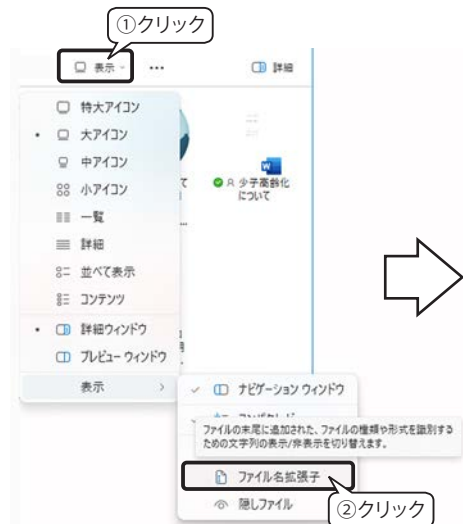 ①クリック
表示
詳細
特大アイコン
大アイコン
中アイコン
小アイコン
一覧
詳細
並べて表示
コンテンツ
詳細ウィンドウ
プレビュー ウィンドウ
表示
少子高齢化
について
ナビゲーション ウィンドウ
ファイルの末尾に追加された、ファイルの種類や形式を識別する
ための文字列の表示/非表示を切り替えます。
ファイル名拡張子
隠しファイル
②クリック